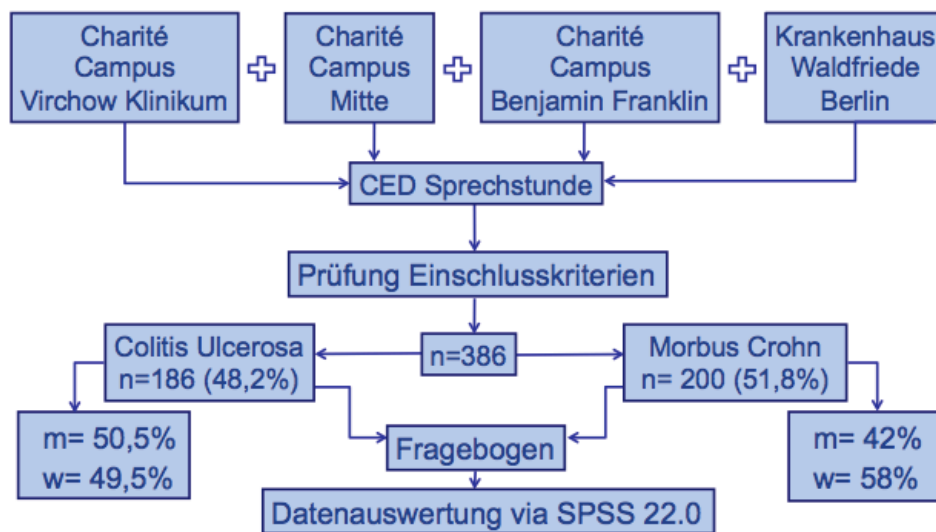 Charité
Campus
Virchow Klinikum
Charité
Campus
Mitte
Charité
Campus
Benjamin Franklin
Krankenhaus
Waldfriede
Berlin
CED Sprechstunde
Prüfung Einschlusskriterien
n=386
Colitis Ulcerosa
n=186 (48,2%)
Morbus Crohn
n= 200 (51,8%)
m= 50,5%
w= 49,5%
m= 42%
w= 58%
Fragebogen
Datenauswertung via SPSS 22.0